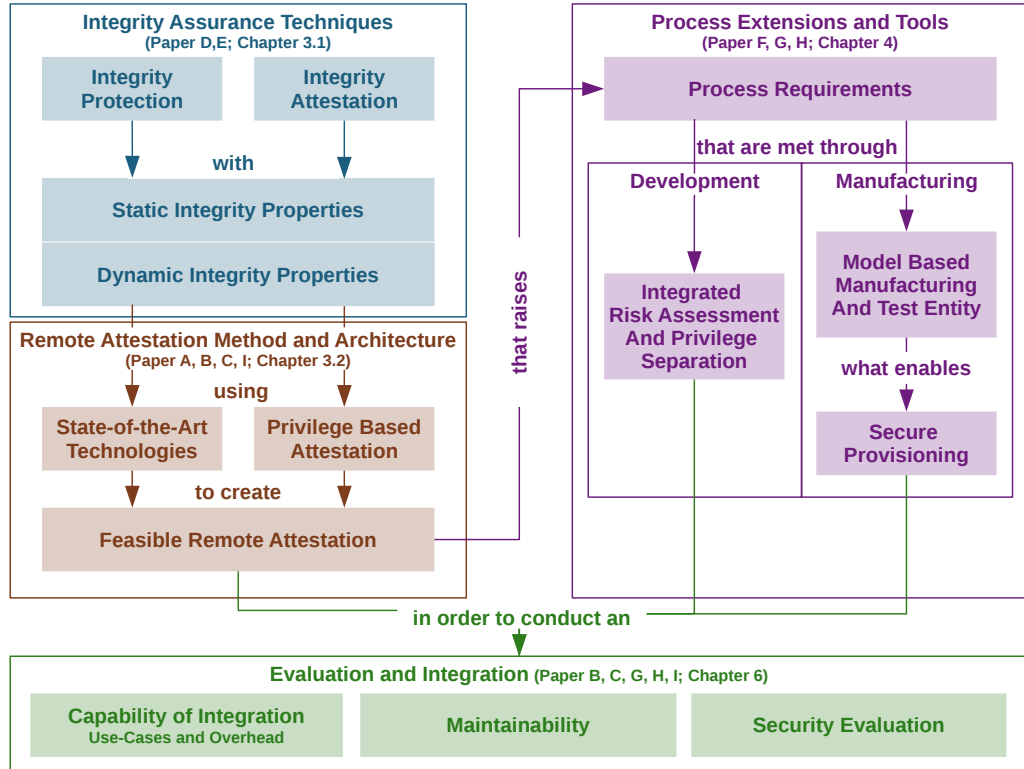 Integrity Assurance Techniques
(Paper D,E; Chapter 3.1)
Integrity
Protection
Integrity
Attestation
with
Static Integrity Properties
Dynamic Integrity Properties
Remote Attestation Method and Architecture
(Paper A, B, C, I; Chapter 3.2)
using
State-of-the-Art
Technologies
Privilege Based
Attestation
to create
Feasible Remote Attestation
that raises
Process Extensions and Tools
(Paper F, G, H; Chapter 4)
Process Requirements
that are met through
Development
Integrated
Risk Assessment
And Privilege
Separation
Manufacturing
Model Based
Manufacturing
And Test Entity
what enables
Secure
Provisioning
in order to conduct an
Evaluation and Integration (Paper B, C, G, H, I; Chapter 6)
Capability of Integration
Use-Cases and Overhead
Maintainability
Security Evaluation